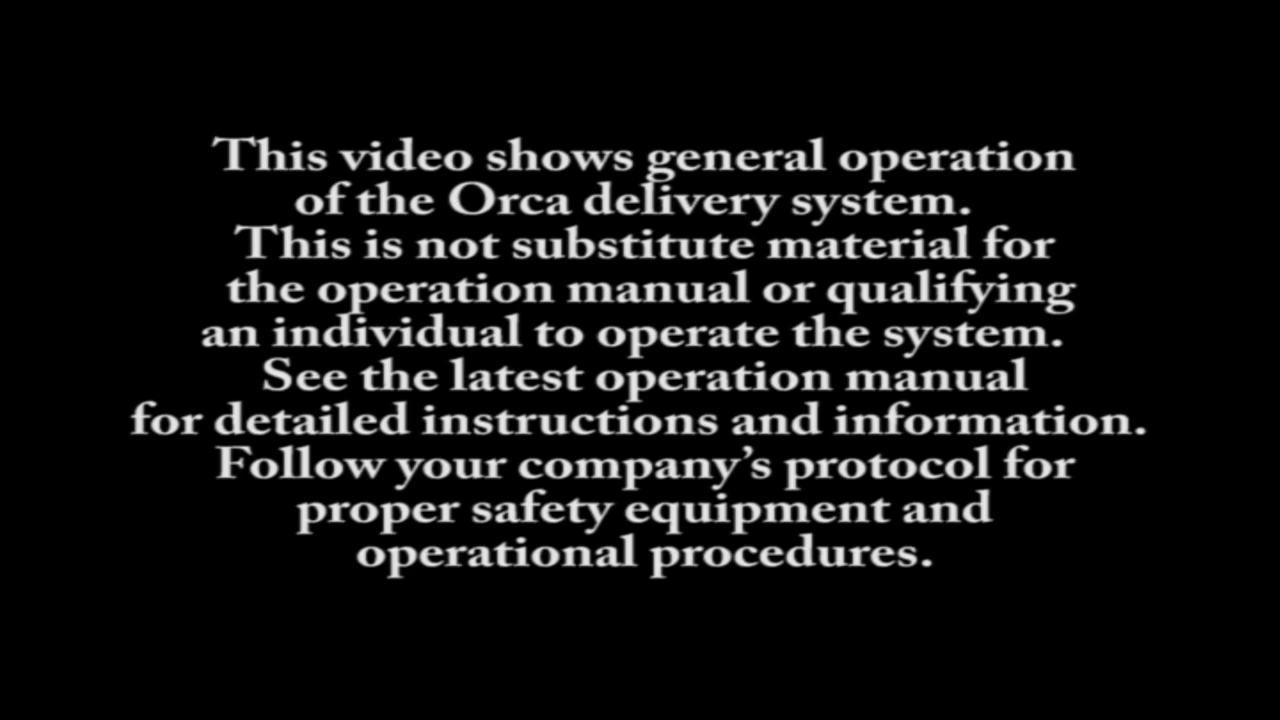 This video shows general operation
of the Orca delivery system.
This is not substitute material for
the operation manual or qualifying
an individual to operate the system.
See the latest operation manual
for detailed instructions and information.
Follow your company’s protocol for
proper safety equipment and
operational procedures.